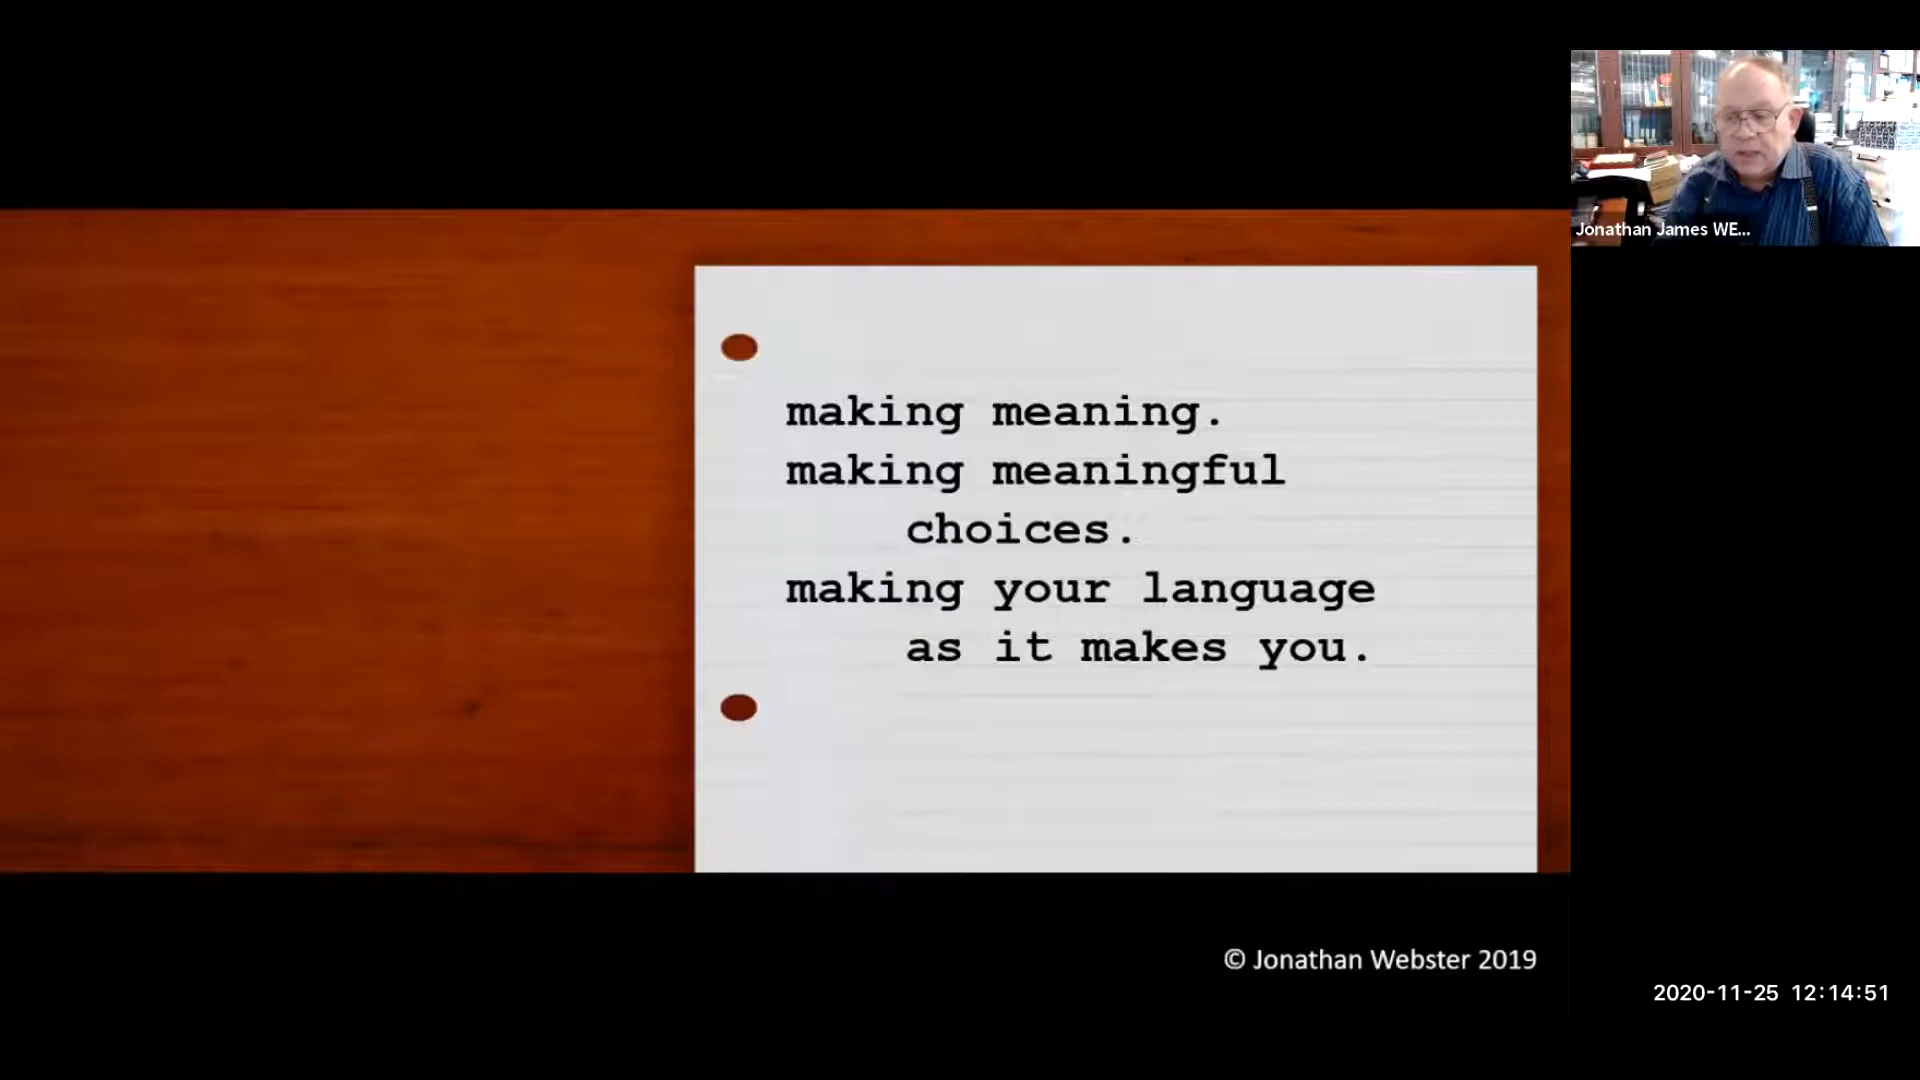 Jonathan James WE...
making meaning.
making meaningful
choices.
making your language
as it makes you.
© Jonathan Webster 2019
2020-11-25 12:14:51